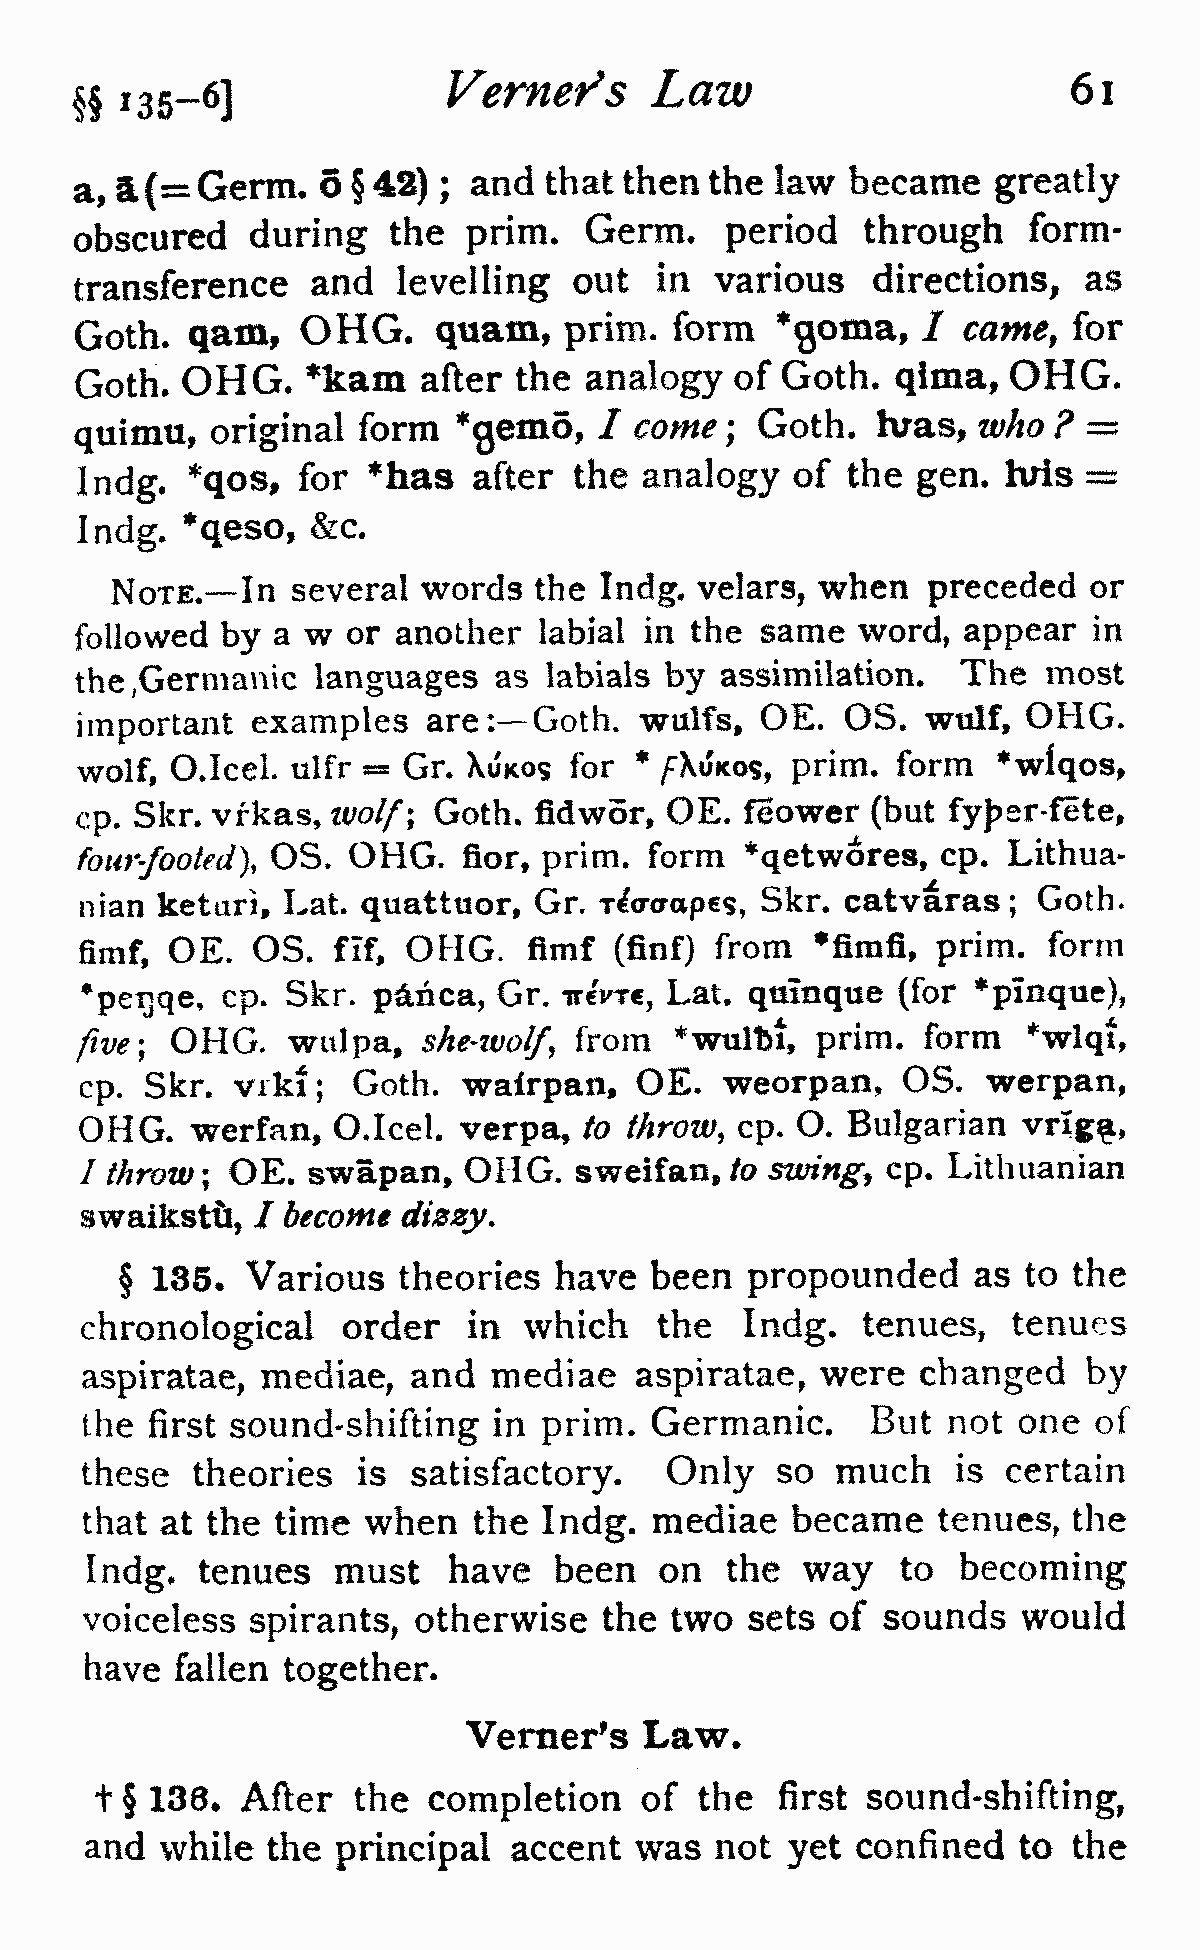 §§ 135–6] Verner's Law 61
a, ā (= Germ. ō § 42) ; and that then the law became greatly
obscured during the prim. Germ. period through form-
transference and levelling out in various directions, as
Goth. qam, OHG. quam, prim. form *goma, I came, for
Goth. OHG. *kam after the analogy of Goth. qima, OHG.
quimu, original form *gemō, I come ; Goth. ƕas, who ? =
Indg. *qos, for *has after the analogy of the gen. ƕis =
Indg. *qeso, &c.
NOTE.—In several words the Indg. velars, when preceded or
followed by a w or another labial in the same word, appear in
the Germanic languages as labials by assimilation. The most
important examples are :—Goth. wulfs, OE. OS. wulf, OHG.
wolf, O.Icel. ulfr = Gr. λύκος for * ϝλύκος, prim. form *wĺqos,
cp. Skr. vŕkas, wolf ; Goth. fidwōr, OE. fēower (but fyþer-fēte,
four-footed), OS. OHG. fior, prim. form *qetwṓres, cp. Lithua-
nian keturì, Lat. quattuor, Gr. τέσσαρες, Skr. catvā́ras ; Goth.
fimf, OE. OS. fīf, OHG. fimf (finf) from *fimfi, prim. form
*peŋqe, cp. Skr. páñca, Gr. πέντε, Lat. quīnque (for *pīnque),
five ; OHG. wulpa, she-wolf, from *wulƀī́, prim. form *wlqī́,
cp. Skr. vrkī́ ; Goth. waírpan, OE. weorpan, OS. werpan,
OHG. werfan, O.Icel. verpa, to throw, cp. O. Bulgarian vrĭgą,
I throw ; OE. swāpan, OHG. sweifan, to swing, cp. Lithuanian
swaikstù, I become dizzy.
§ 135. Various theories have been propounded as to the
chronological order in which the Indg. tenues, tenues
aspiratae, mediae, and mediae aspiratae, were changed by
the first sound-shifting in prim. Germanic. But not one of
these theories is satisfactory. Only so much is certain
that at the time when the Indg. mediae became tenues, the
Indg. tenues must have been on the way to becoming
voiceless spirants, otherwise the two sets of sounds would
have fallen together.
Verner's Law.
† § 136. After the completion of the first sound-shifting,
and while the principal accent was not yet confined to the